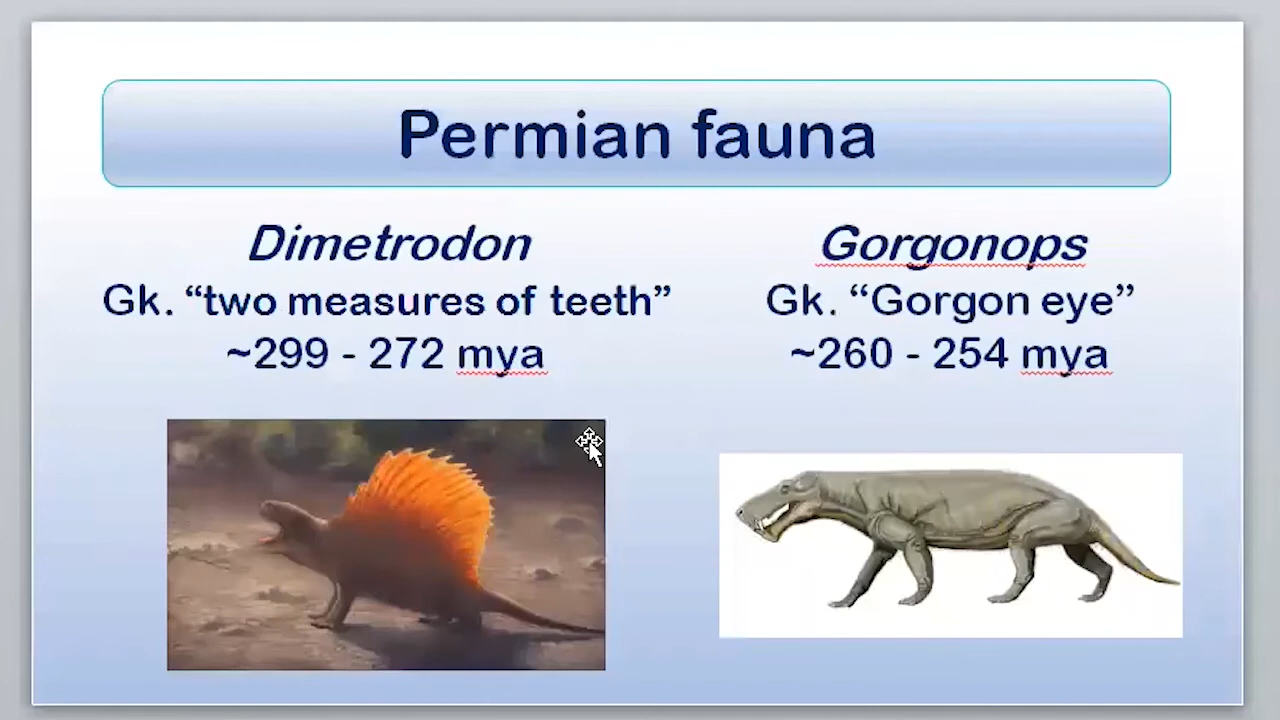 Permian fauna
Dimetrodon
Gk. “two measures of teeth”
~299 - 272 mya
Gorgonops
Gk. “Gorgon eye”
~260 - 254 mya